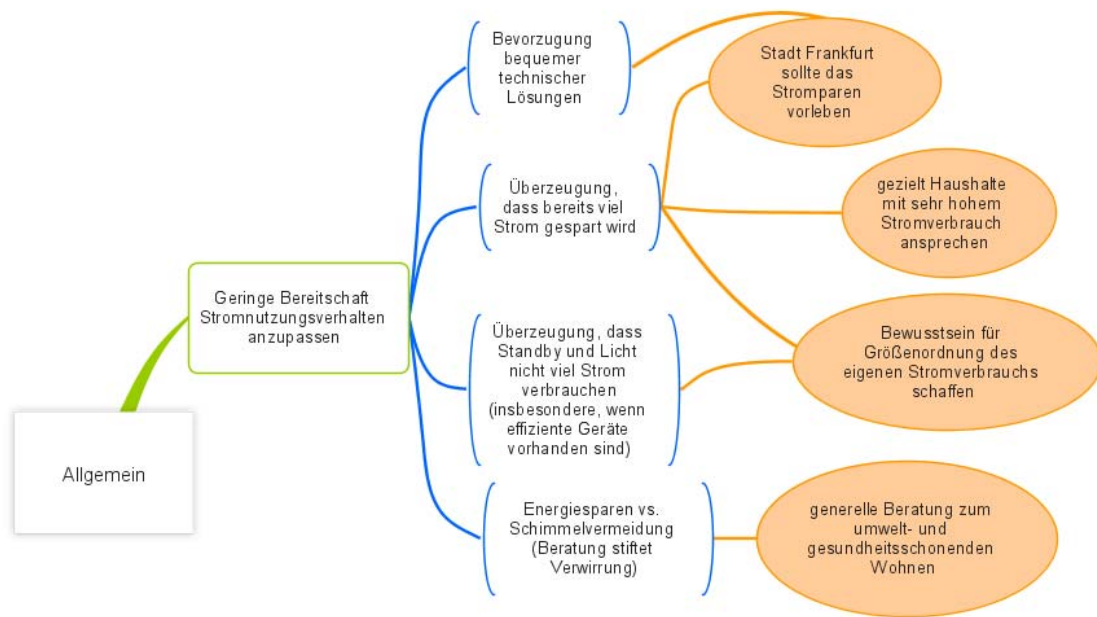 Bevorzugung
bequemer
technischer
Lösungen
Stadt Frankfurt
sollte das
Stromparen
vorleben
Überzeugung,
dass bereits viel
Strom gespart wird
gezielt Haushalte
mit sehr hohem
Stromverbrauch
ansprechen
Geringe Bereitschaft
Stromnutzungsverhalten
anzupassen
Überzeugung, dass
Standby und Licht
nicht viel Strom
verbrauchen
(insbesondere, wenn
effiziente Geräte
vorhanden sind)
Bewusstsein für
Größenordnung des
eigenen Stromverbrauchs
schaffen
Allgemein
Energiesparen vs.
Schimmelvermeidung
(Beratung stiftet
Verwirrung)
generelle Beratung zum
umwelt- und
gesundheitsschonenden
Wohnen